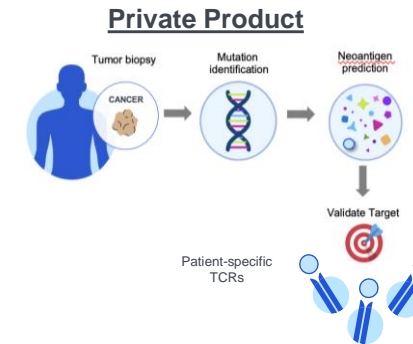 Private Product
Tumor biopsy
Mutation
identification
Neoantigen
prediction
CANCER
Validate Target
Patient-specific
TCRs